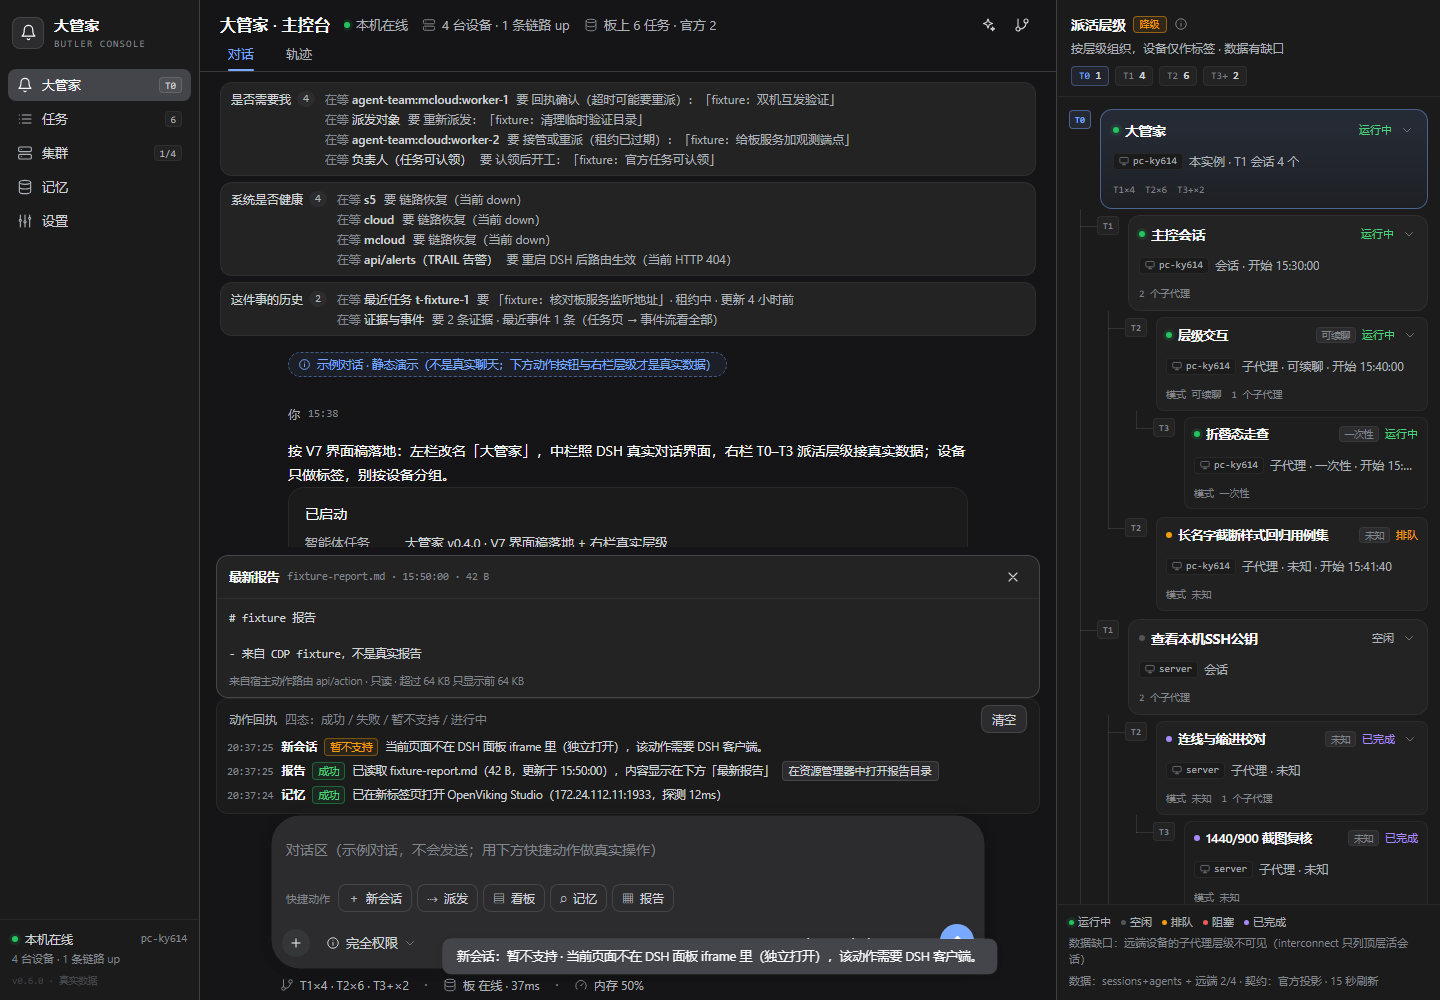 大管家
BUTLER CONSOLE
大管家 T0
任务 6
集群 1/4
记忆
设置
本机在线 pc-ky614
4 台设备 · 1 条链路 up
v0.6.0 · 真实数据
大管家 · 主控台 本机在线 4 台设备 · 1 条链路 up 板上 6 任务 · 官方 2
对话 轨迹
是否需要我 4 在等 agent-team:mcloud:worker-1 要 回执确认（超时可能要重派）：「fixture：双机互发验证」
在等 派发对象 要 重新派发：「fixture：清理临时验证目录」
在等 agent-team:cloud:worker-2 要 接管或重派（租约已过期）：「fixture：给板服务加观测端点」
在等 负责人（任务可认领） 要 认领后开工：「fixture：官方任务可认领」
系统是否健康 4 在等 s5 要 链路恢复（当前 down）
在等 cloud 要 链路恢复（当前 down）
在等 mcloud 要 链路恢复（当前 down）
在等 api/alerts（TRAIL 告警） 要 重启 DSH 后路由生效（当前 HTTP 404）
这件事的历史 2 在等 最近任务 t-fixture-1 要 「fixture：核对板服务监听地址」· 租约中 · 更新 4 小时前
在等 证据与事件 要 2 条证据 · 最近事件 1 条（任务页 → 事件流看全部）
示例对话 · 静态演示（不是真实聊天；下方动作按钮与右栏层级才是真实数据）
你 15:38
按 V7 界面稿落地：左栏改名「大管家」，中栏照 DSH 真实对话界面，右栏 T0–T3 派活层级接真实数据；设备
只做标签，别按设备分组。
已启动
智能体任务 大管家 v0.4.0 · V7 界面稿落地 + 右栏真实层级
最新报告 fixture-report.md · 15:50:00 · 42 B
# fixture 报告
- 来自 CDP fixture，不是真实报告
来自宿主动作路由 api/action · 只读 · 超过 64 KB 只显示前 64 KB
动作回执 四态：成功 / 失败 / 暂不支持 / 进行中 清空
20:37:25 新会话 暂不支持 当前页面不在 DSH 面板 iframe 里（独立打开），该动作需要 DSH 客户端。
20:37:25 报告 成功 已读取 fixture-report.md（42 B，更新于 15:50:00），内容显示在下方「最新报告」 在资源管理器中打开报告目录
20:37:24 记忆 成功 已在新标签页打开 OpenViking Studio（172.24.112.11:1933，探测 12ms）
对话区（示例对话，不会发送；用下方快捷动作做真实操作）
快捷动作 + 新会话 派发 看板 记忆 报告
+ 完全权限
新会话：暂不支持 · 当前页面不在 DSH 面板 iframe 里（独立打开），该动作需要 DSH 客户端。
T1×4 · T2×6 · T3+×2 · 板 在线 · 37ms · 内存 50%
派活层级 降级
按层级组织，设备仅作标签 · 数据有缺口
T0 1 T1 4 T2 6 T3+ 2
T0 大管家 运行中
pc-ky614 本实例 · T1 会话 4 个
T1×4 T2×6 T3+×2
T1 主控会话 运行中
pc-ky614 会话 · 开始 15:30:00
2 个子代理
T2 层级交互 可续聊 运行中
pc-ky614 子代理 · 可续聊 · 开始 15:40:00
模式 可续聊 1 个子代理
T3 折叠态走查 一次性 运行中
pc-ky614 子代理 · 一次性 · 开始 15:...
模式 一次性
T2 长名字截断样式回归用例集 未知 排队
pc-ky614 子代理 · 未知 · 开始 15:41:40
模式 未知
T1 查看本机SSH公钥 空闲
server 会话
2 个子代理
T2 连线与缩进校对 未知 已完成
server 子代理 · 未知
模式 未知 1 个子代理
T3 1440/900 截图复核 未知 已完成
server 子代理 · 未知
模式 未知
运行中 空闲 排队 阻塞 已完成
数据缺口：远端设备的子代理层级不可见（interconnect 只列顶层活会
话）
数据：sessions+agents + 远端 2/4 · 契约：官方投影 · 15 秒刷新